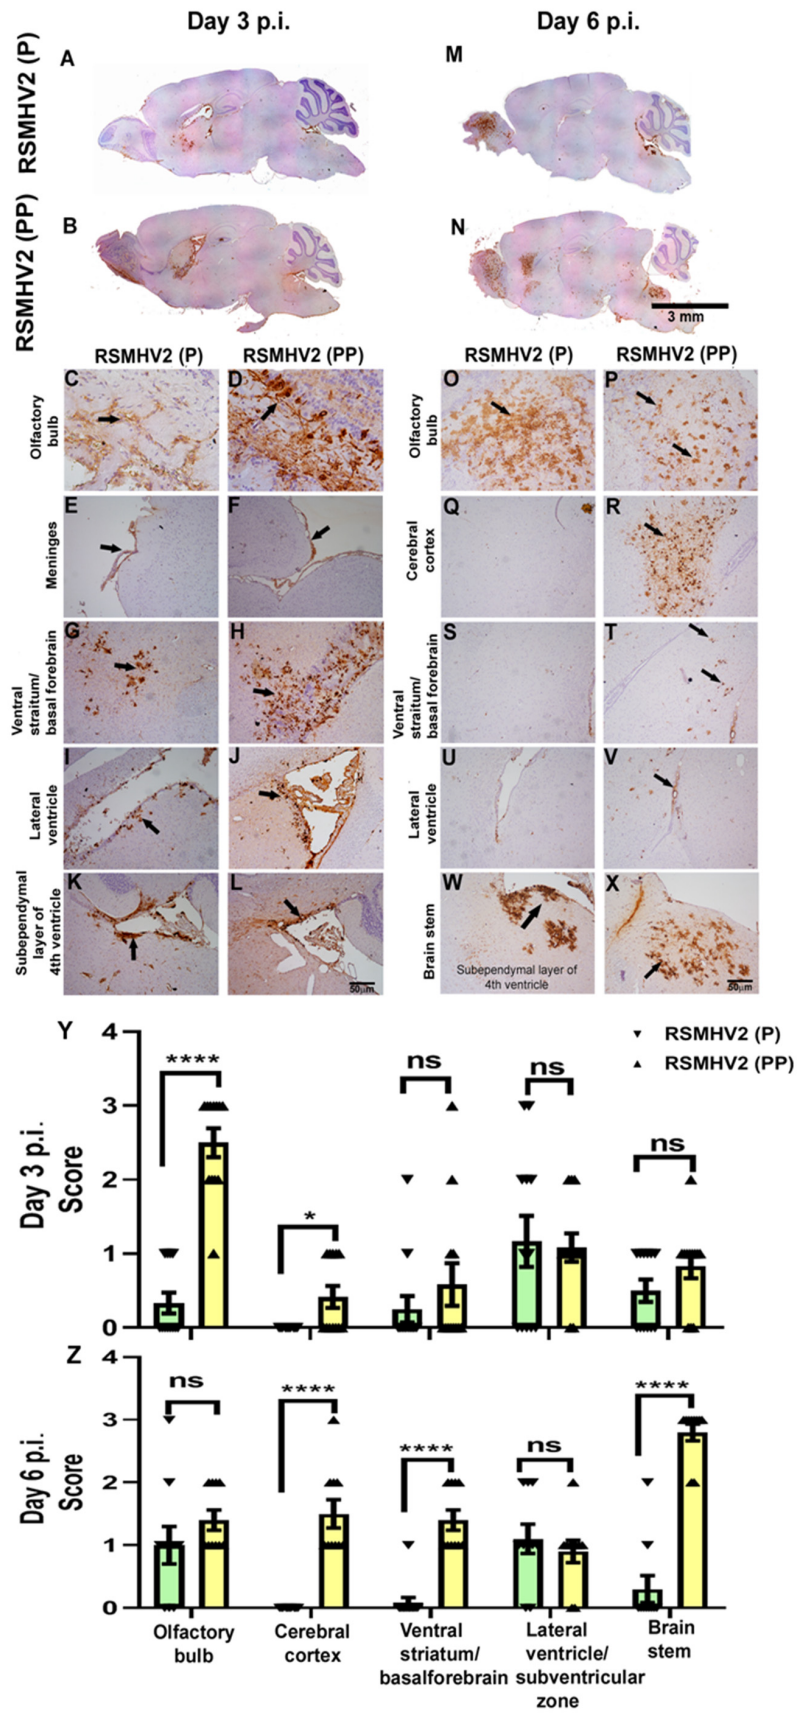 Day 3 p.i.
Day 6 p.i.
RSMHV2 (P)
A
M
RSMHV2 (PP)
B
N
3 mm
RSMHV2 (P)
RSMHV2 (PP)
RSMHV2 (P)
RSMHV2 (PP)
Olfactory
bulb
C
D
Olfactory
bulb
O
P
Meninges
E
F
Cerebral
cortex
Q
R
Ventral
straitum/
basal forebrain
G
H
Ventral
straitum/
basal forebrain
S
T
Lateral
ventricle
I
J
Lateral
ventricle
U
V
Subependymal
layer of
4th ventricle
K
L
50µm
Brain stem
W
Subependymal layer of
4th ventricle
X
50µm
Y
RSMHV2 (P)
RSMHV2 (PP)
Day 3 p.i.
Score
4
3
2
1
0
****
*
ns
ns
ns
Z
Day 6 p.i.
Score
4
3
2
1
0
ns
****
****
ns
****
Olfactory
bulb
Cerebral
cortex
Ventral
striatum/
basalforebrain
Lateral
ventricle/
subventricular
zone
Brain
stem